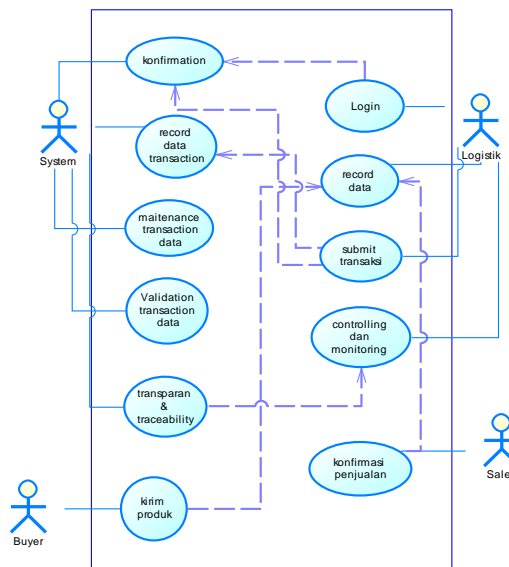 konfirmation
Login
System
record
data
transaction
Logistik
record
data
maitenance
transaction
data
submit
transaksi
Validation
transaction
data
controlling
dan
monitoring
transparan
&
traceability
konfirmasi
penjualan
Sale
kirim
produk
Buyer